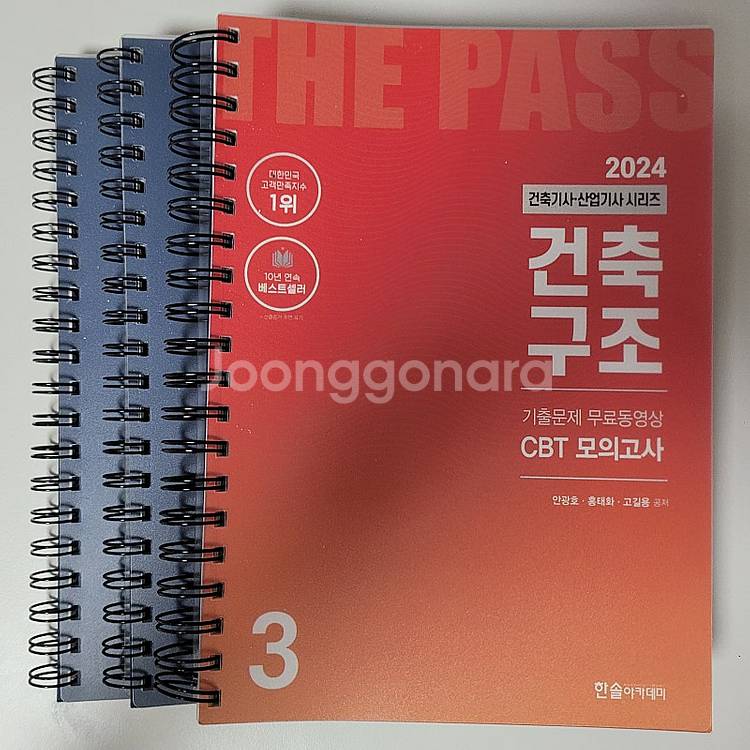 THE PASS
2024
건축기사·산업기사 시리즈
대한민국
고객만족지수
1위
10년 연속
베스트셀러
건축
구조
Joonggonara
기출문제 무료동영상
CBT 모의고사
안광호 · 홍태화 · 고길용 공저
3
한솔아카데미